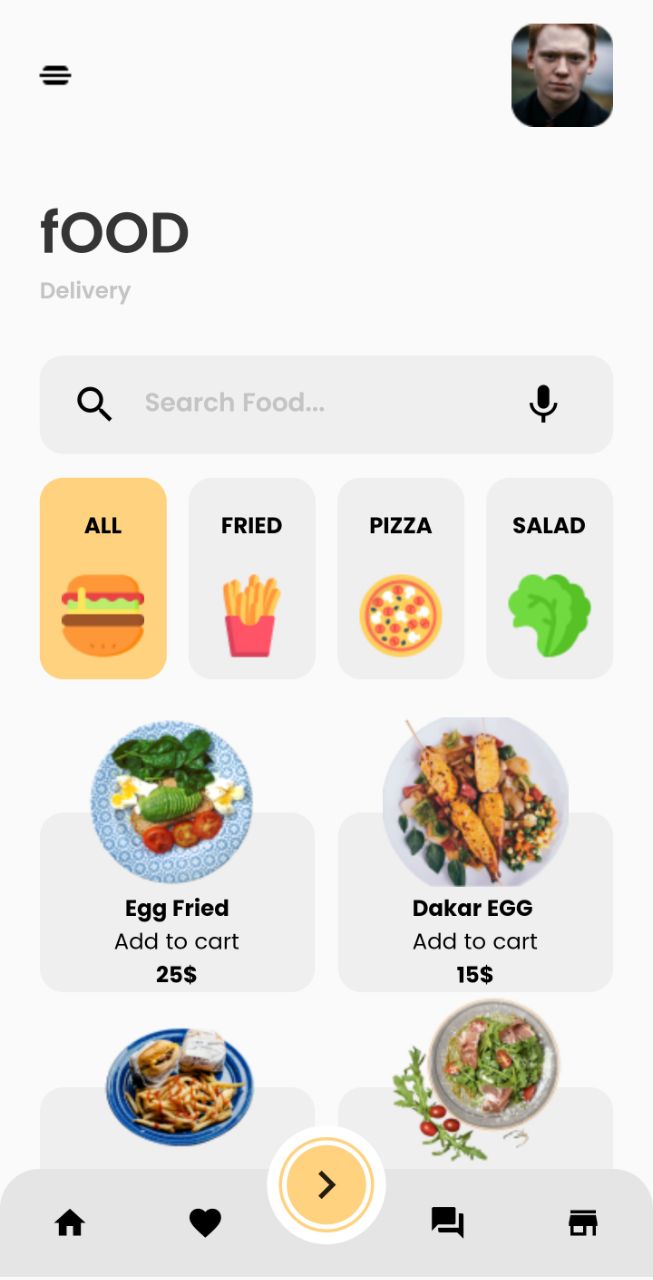 fOOD
Delivery
Search Food...
ALL
FRIED
PIZZA
SALAD
Egg Fried
Add to cart
25$
Dakar EGG
Add to cart
15$